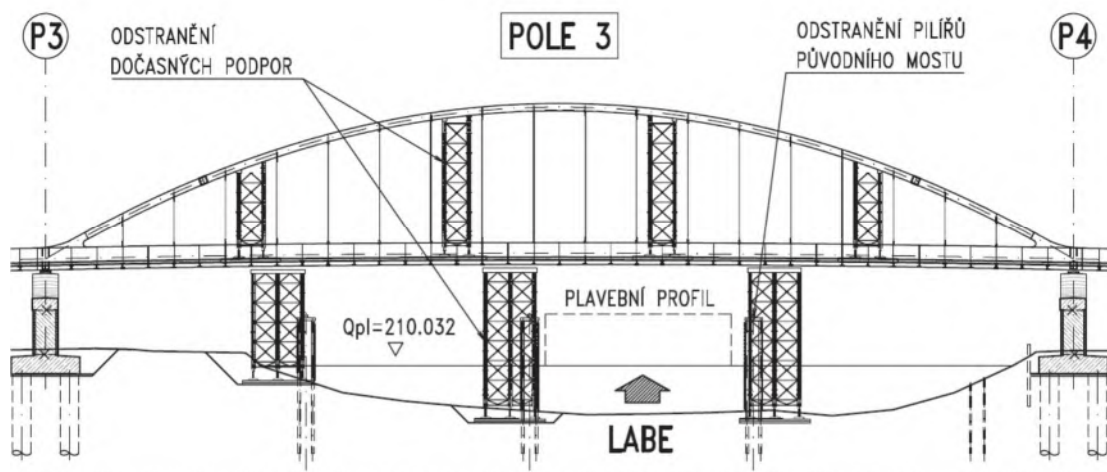 P3
ODSTRANĚNÍ
DOČASNÝCH PODPOR
POLE 3
ODSTRANĚNÍ PILÍŘŮ
PŮVODNÍHO MOSTU
P4
PLAVEBNÍ PROFIL
Qpl=210.032
LABE